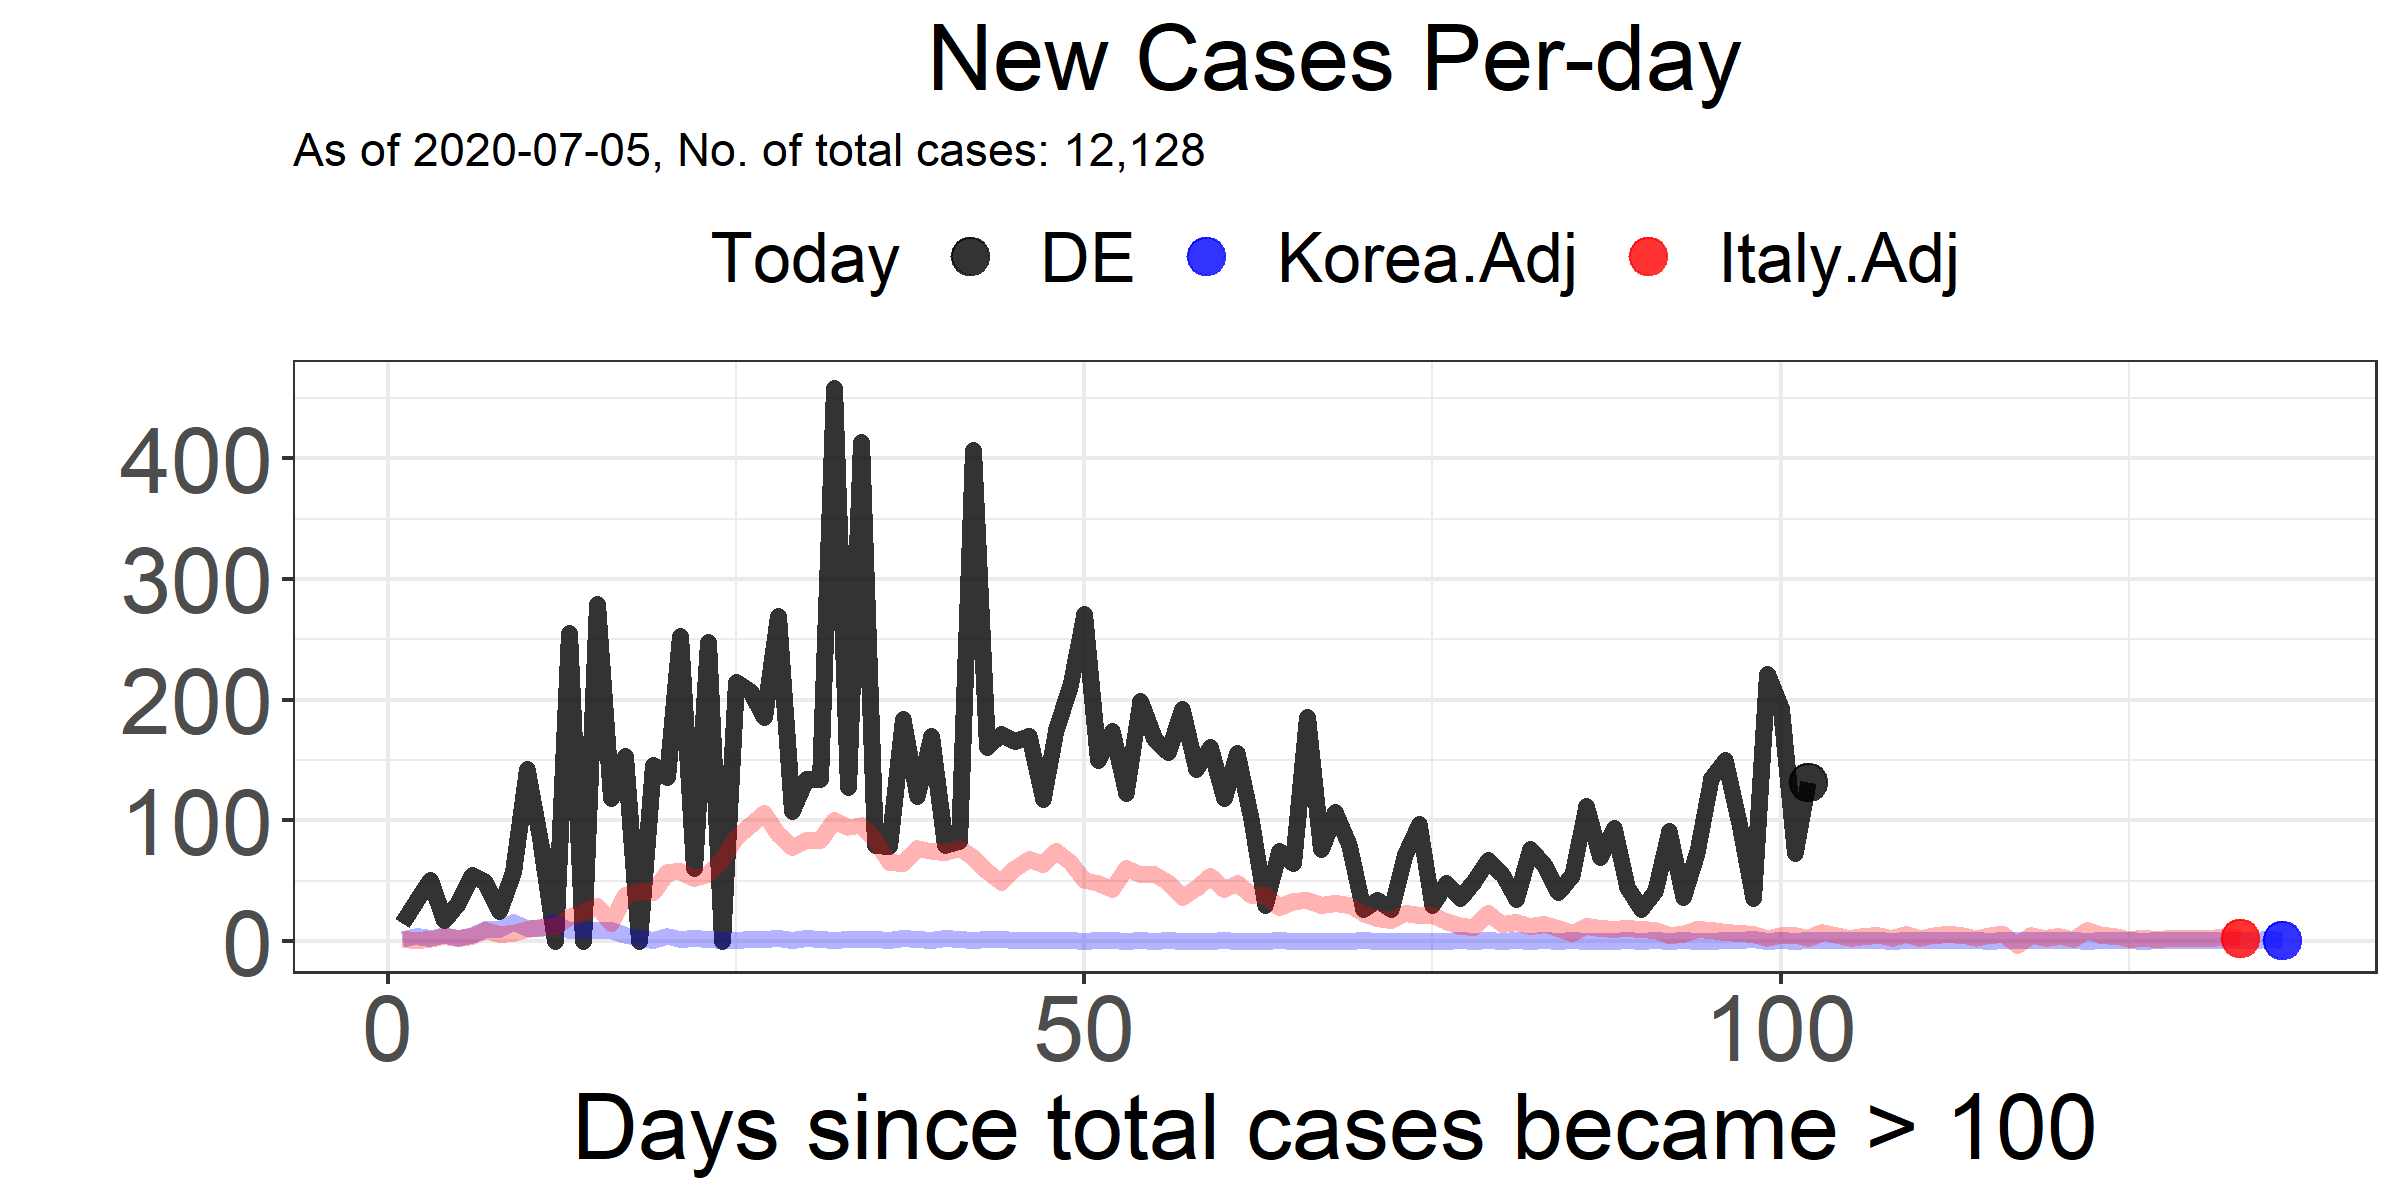 New Cases Per-day
As of 2020-07-05, No. of total cases: 12,128
Today DE Korea.Adj Italy.Adj
400
300
200
100
0
0 50 100
Days since total cases became > 100